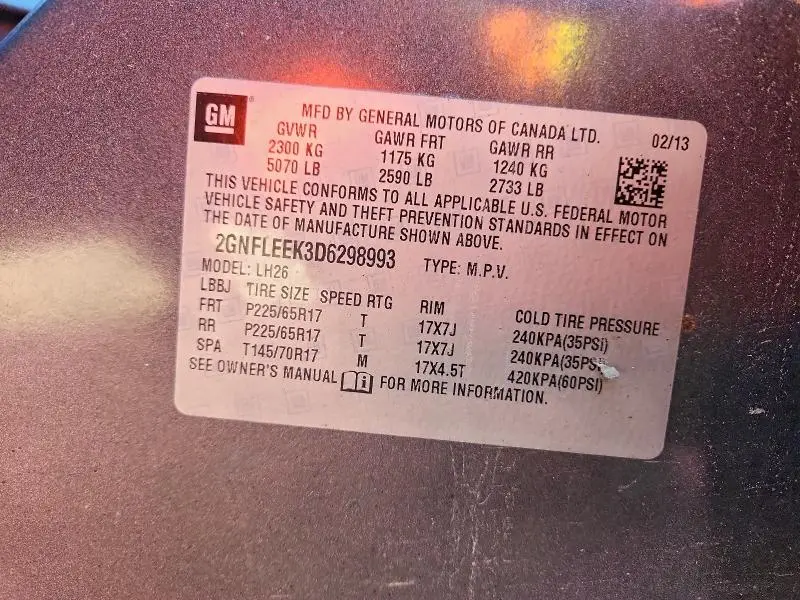 GM
MFD BY GENERAL MOTORS OF CANADA LTD. 02/13
GVWR GAWR FRT GAWR RR
2300 KG 1175 KG 1240 KG
5070 LB 2590 LB 2733 LB
THIS VEHICLE CONFORMS TO ALL APPLICABLE U.S. FEDERAL MOTOR
VEHICLE SAFETY AND THEFT PREVENTION STANDARDS IN EFFECT ON
THE DATE OF MANUFACTURE SHOWN ABOVE.
2GNFLEEK3D6298993 TYPE: M.P.V.
MODEL: LH26
LBBJ TIRE SIZE SPEED RTG RIM COLD TIRE PRESSURE
FRT P225/65R17 T 17X7J 240KPA(35PSI)
RR P225/65R17 T 17X7J 240KPA(35PSI)
SPA T145/70R17 M 17X4.5T 420KPA(60PSI)
SEE OWNER'S MANUAL FOR MORE INFORMATION.